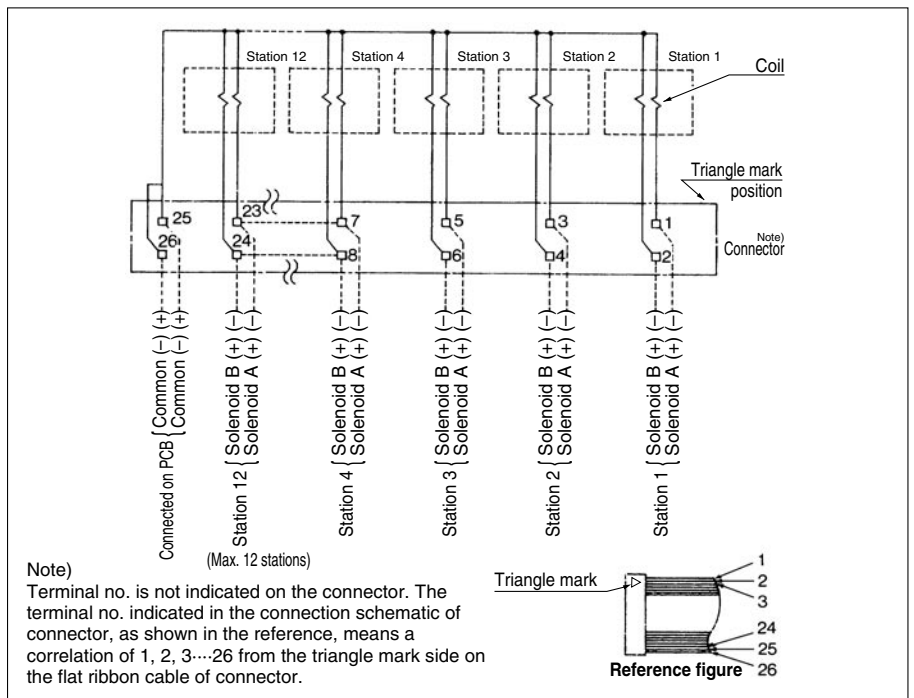 Station 12
Station 4
Station 3
Station 2
Station 1
Coil
Triangle mark
position
Note)
Connector
25
23
7
5
3
1
26
24
8
6
4
2
Connected on PCB { Common (–) (+)
Common (–) (+)
Station 12 { Solenoid B (+) (–)
Solenoid A (+) (–)
(Max. 12 stations)
Station 4 { Solenoid B (+) (–)
Solenoid A (+) (–)
Station 3 { Solenoid B (+) (–)
Solenoid A (+) (–)
Station 2 { Solenoid B (+) (–)
Solenoid A (+) (–)
Station 1 { Solenoid B (+) (–)
Solenoid A (+) (–)
Note)
Terminal no. is not indicated on the connector. The
terminal no. indicated in the connection schematic of
connector, as shown in the reference, means a
correlation of 1, 2, 3····26 from the triangle mark side on
the flat ribbon cable of connector.
Triangle mark
1
2
3
24
25
26
Reference figure